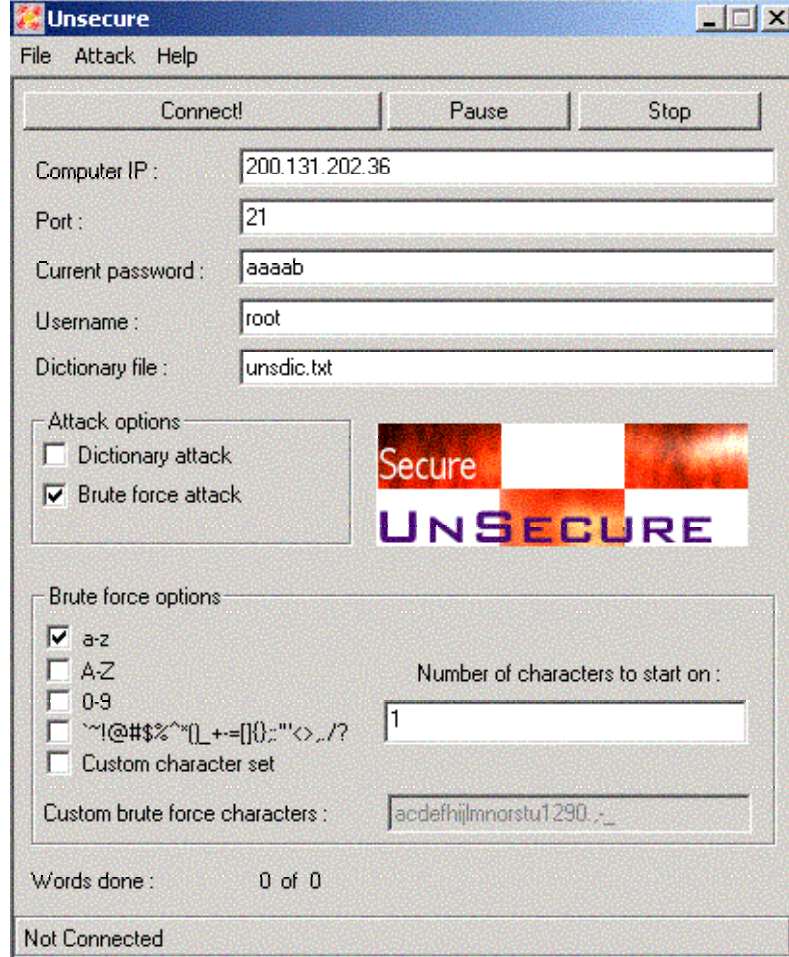 Unsecure
File Attack Help
Connect! Pause Stop
Computer IP : 200.131.202.36
Port : 21
Current password : aaaab
Username : root
Dictionary file : unsdic.txt
Attack options
Dictionary attack
Brute force attack
Secure
UNSECURE
Brute force options
a-z
A-Z
0-9
`~!@#$%^*()_+-=[]{};:"'<>,./?
Custom character set
Number of characters to start on :
1
Custom brute force characters : acdefhijlmnorstu1290.,-_
Words done : 0 of 0
Not Connected